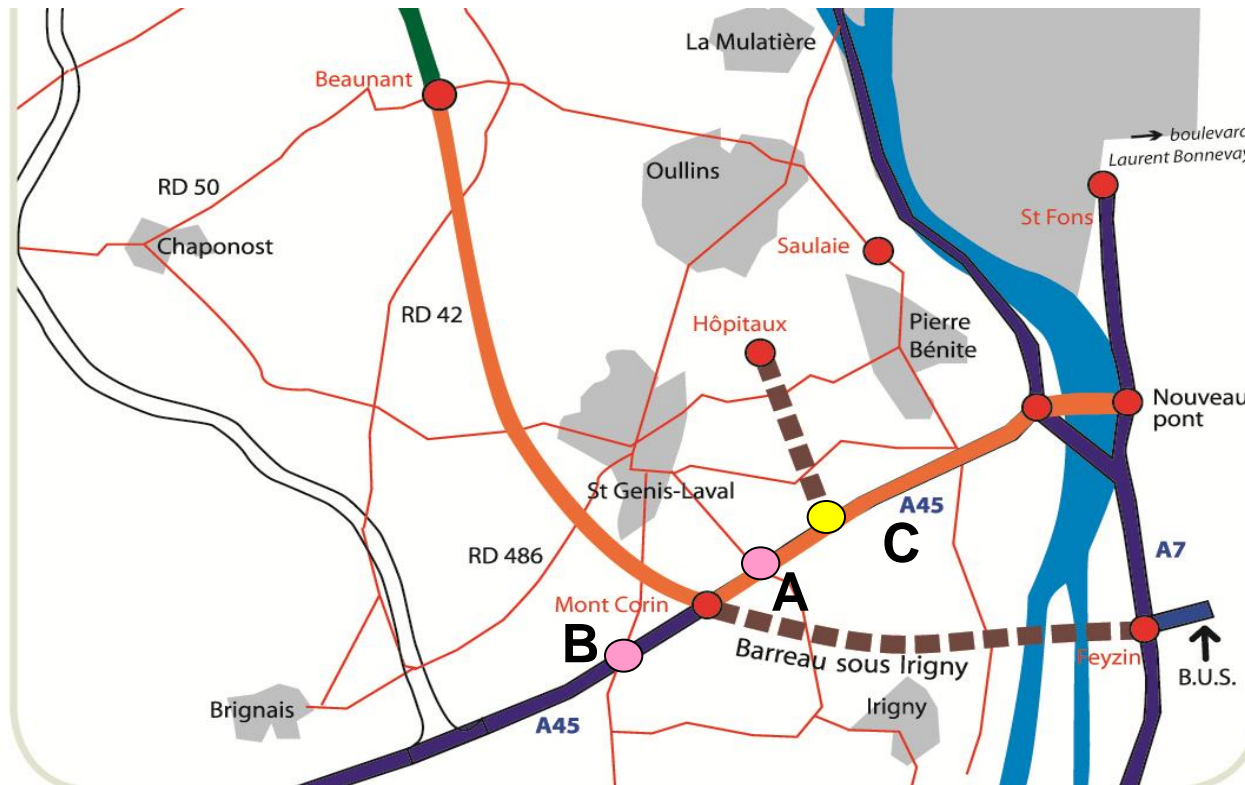 La Mulatière
Beaunant
boulevard
Laurent Bonnevay
Oullins
RD 50
St Fons
Chaponost
Saulaie
RD 42
Hôpitaux
Pierre
Bénite
Nouveau
pont
St Genis-Laval
A45
C
RD 486
A7
Mont Corin
A
B
Barreau sous Irigny
Feyzin
B.U.S.
Brignais
Irigny
A45